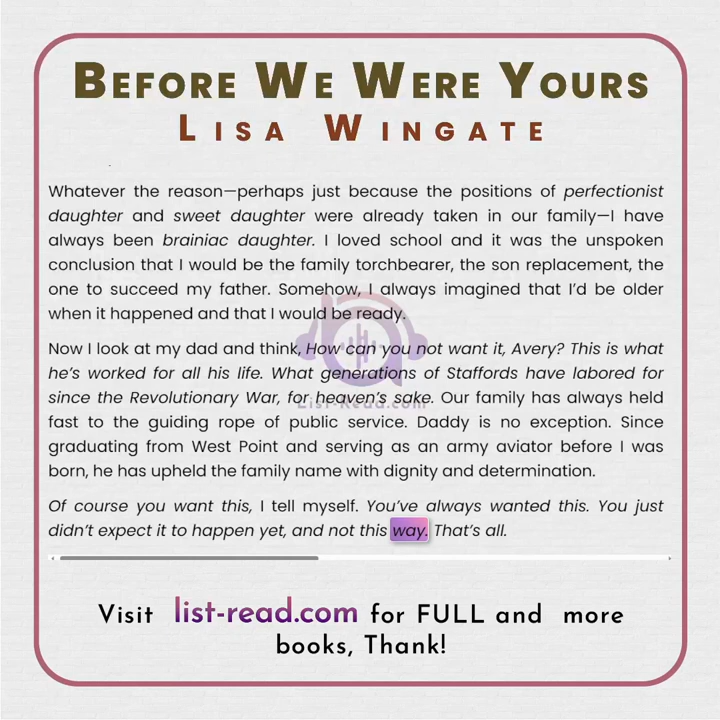 Before We Were Yours
Lisa Wingate
Whatever the reason—perhaps just because the positions of perfectionist
daughter and sweet daughter were already taken in our family—I have
always been brainiac daughter. I loved school and it was the unspoken
conclusion that I would be the family torchbearer, the son replacement, the
one to succeed my father. Somehow, I always imagined that I’d be older
when it happened and that I would be ready.
Now I look at my dad and think, How can you not want it, Avery? This is what
he’s worked for all his life. What generations of Staffords have labored for
since the Revolutionary War, for heaven’s sake. Our family has always held
List-Read.com
fast to the guiding rope of public service. Daddy is no exception. Since
graduating from West Point and serving as an army aviator before I was
born, he has upheld the family name with dignity and determination.
Of course you want this, I tell myself. You’ve always wanted this. You just
didn’t expect it to happen yet, and not this way. That’s all.
Visit list-read.com for FULL and more
books, Thank!